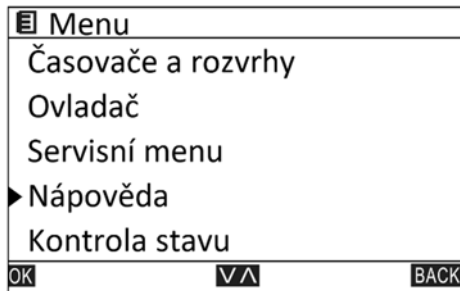 Menu
Časovače a rozvrhy
Ovladač
Servisní menu
Nápověda
Kontrola stavu
OK BACK